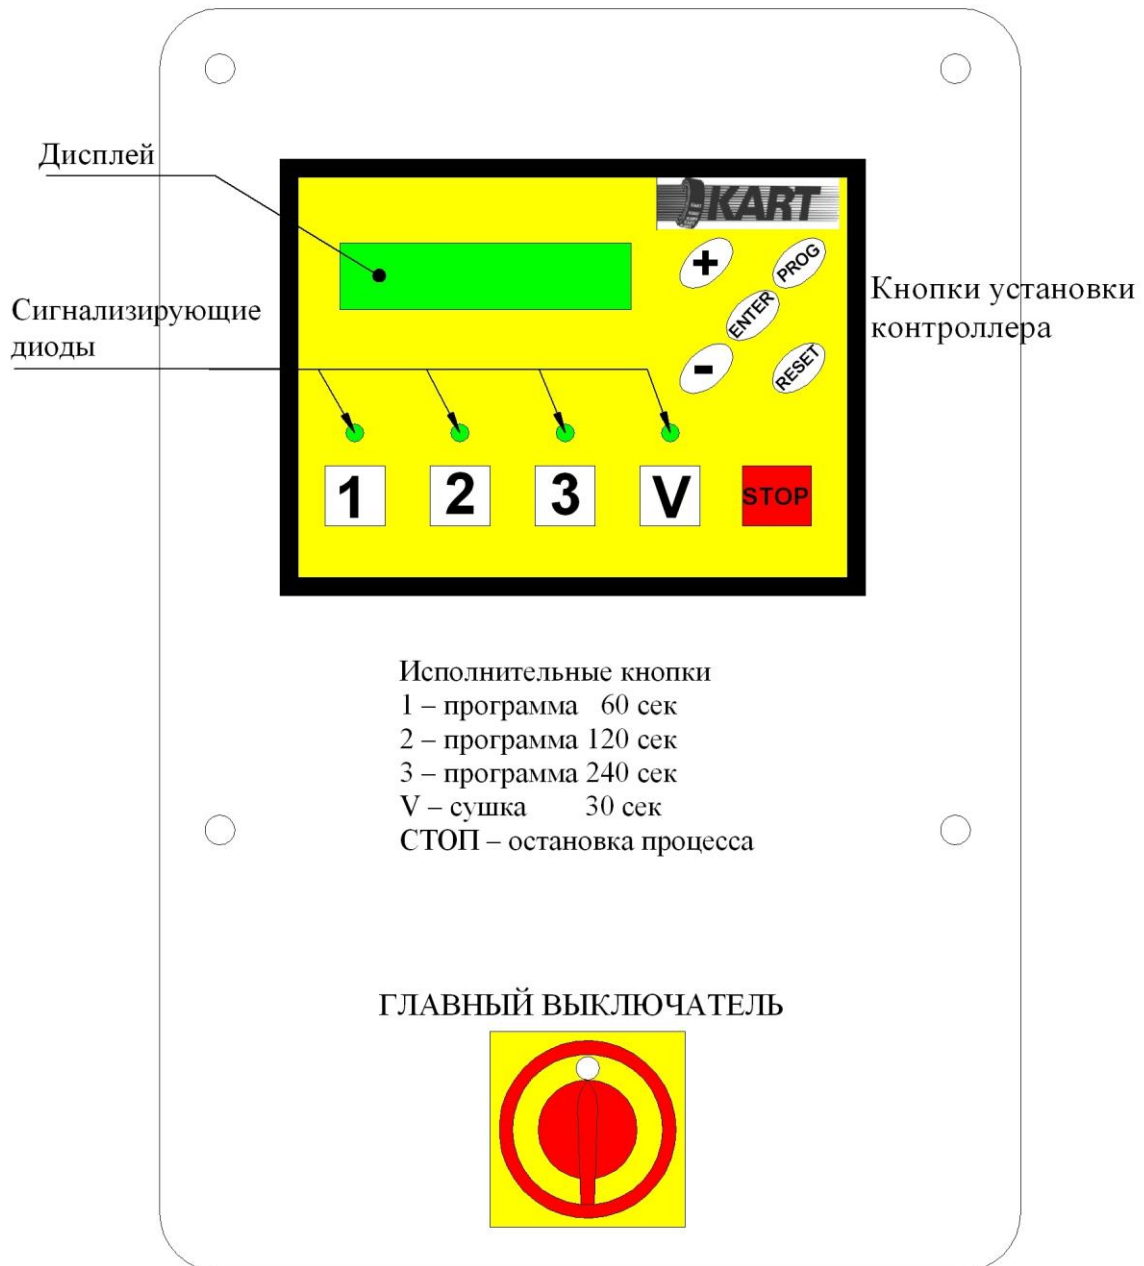 Дисплей
KART
+
PROG
Сигнализирующие
диоды
ENTER
Кнопки установки
контроллера
-
RESET
1 2 3 V STOP
Исполнительные кнопки
1 – программа 60 сек
2 – программа 120 сек
3 – программа 240 сек
V – сушка 30 сек
СТОП – остановка процесса
ГЛАВНЫЙ ВЫКЛЮЧАТЕЛЬ